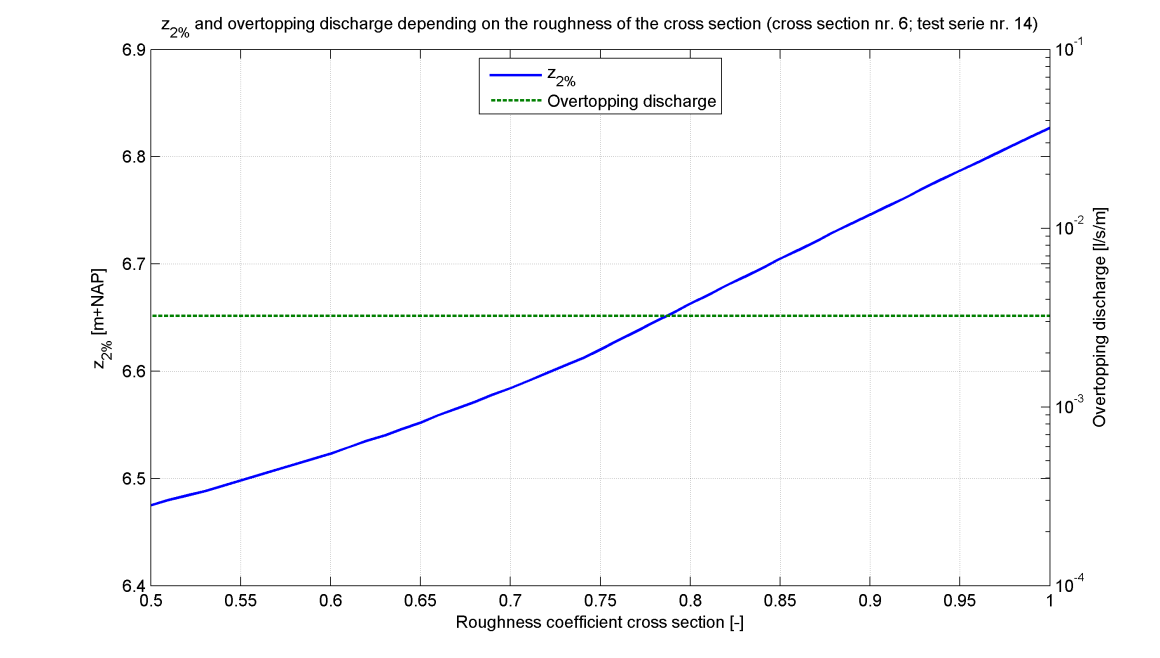 z2% and overtopping discharge depending on the roughness of the cross section (cross section nr. 6; test serie nr. 14)
z2%
Overtopping discharge
6.9
6.8
6.7
6.6
6.5
6.4
z2% [m+NAP]
10-1
10-2
10-3
10-4
Overtopping discharge [l/s/m]
0.5 0.55 0.6 0.65 0.7 0.75 0.8 0.85 0.9 0.95 1
Roughness coefficient cross section [-]